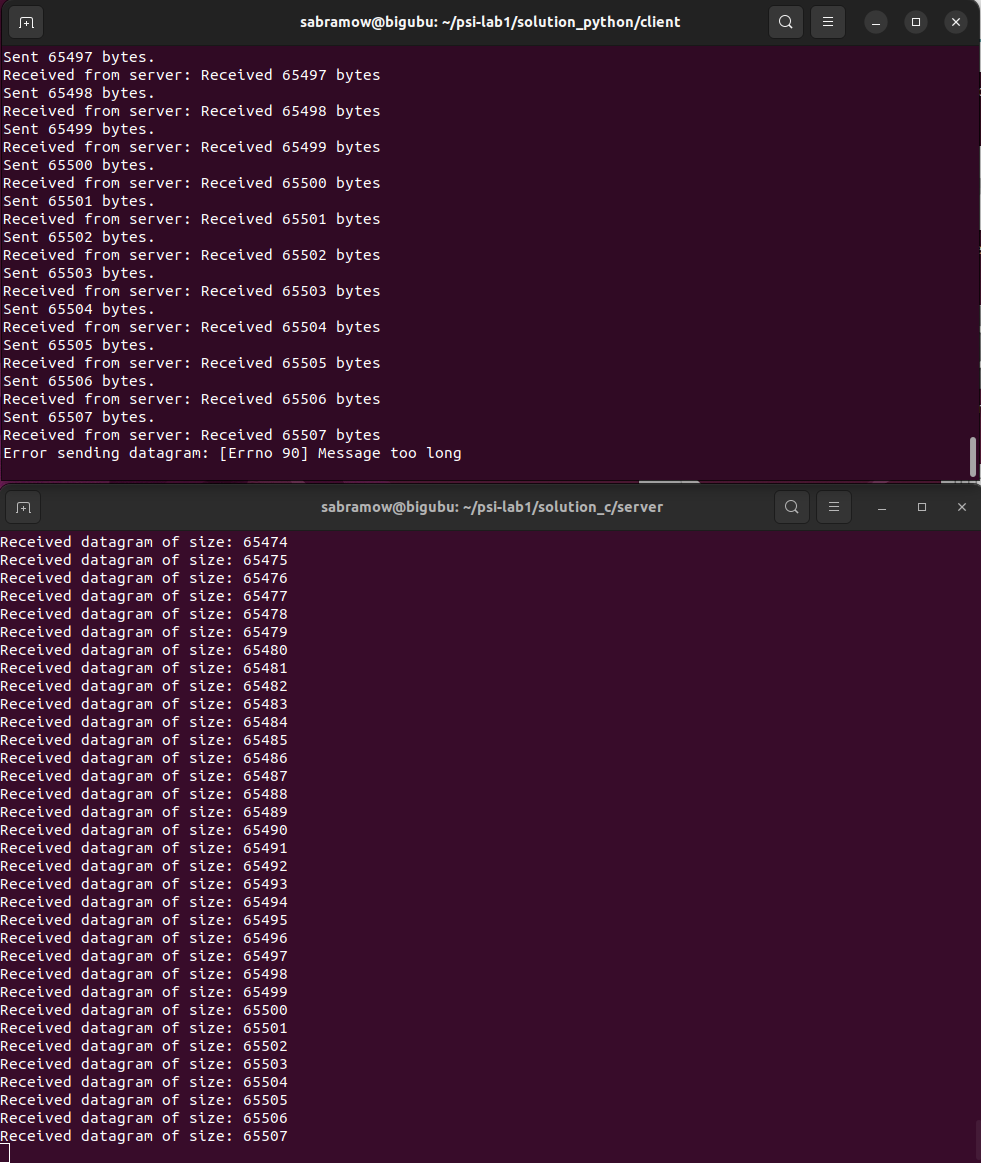 sabramow@bigubu: ~/psi-lab1/solution_python/client
Sent 65497 bytes.
Received from server: Received 65497 bytes
Sent 65498 bytes.
Received from server: Received 65498 bytes
Sent 65499 bytes.
Received from server: Received 65499 bytes
Sent 65500 bytes.
Received from server: Received 65500 bytes
Sent 65501 bytes.
Received from server: Received 65501 bytes
Sent 65502 bytes.
Received from server: Received 65502 bytes
Sent 65503 bytes.
Received from server: Received 65503 bytes
Sent 65504 bytes.
Received from server: Received 65504 bytes
Sent 65505 bytes.
Received from server: Received 65505 bytes
Sent 65506 bytes.
Received from server: Received 65506 bytes
Sent 65507 bytes.
Received from server: Received 65507 bytes
Error sending datagram: [Errno 90] Message too long
sabramow@bigubu: ~/psi-lab1/solution_c/server
Received datagram of size: 65474
Received datagram of size: 65475
Received datagram of size: 65476
Received datagram of size: 65477
Received datagram of size: 65478
Received datagram of size: 65479
Received datagram of size: 65480
Received datagram of size: 65481
Received datagram of size: 65482
Received datagram of size: 65483
Received datagram of size: 65484
Received datagram of size: 65485
Received datagram of size: 65486
Received datagram of size: 65487
Received datagram of size: 65488
Received datagram of size: 65489
Received datagram of size: 65490
Received datagram of size: 65491
Received datagram of size: 65492
Received datagram of size: 65493
Received datagram of size: 65494
Received datagram of size: 65495
Received datagram of size: 65496
Received datagram of size: 65497
Received datagram of size: 65498
Received datagram of size: 65499
Received datagram of size: 65500
Received datagram of size: 65501
Received datagram of size: 65502
Received datagram of size: 65503
Received datagram of size: 65504
Received datagram of size: 65505
Received datagram of size: 65506
Received datagram of size: 65507